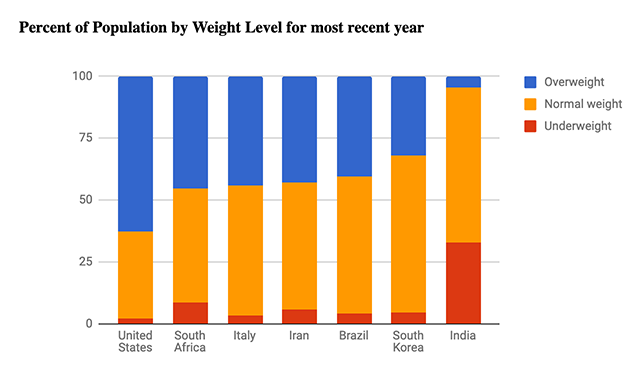 Percent of Population by Weight Level for most recent year
100
75
50
25
0
Overweight
Normal weight
Underweight
United States
South Africa
Italy
Iran
Brazil
South Korea
India